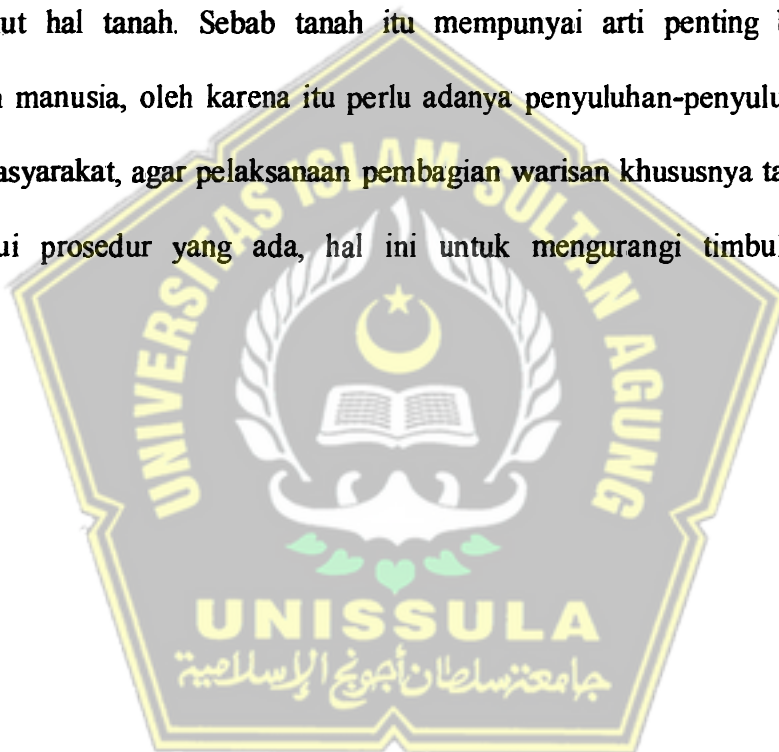 ut hal tanah. Sebab tanah itu mempunyai arti penting
manusia, oleh karena itu perlu adanya penyuluhan-penyulu
asyarakat, agar pelaksanaan pembagian warisan khususnya ta
ui prosedur yang ada, hal ini untuk mengurangi timbul
UNIVERSITAS ISLAM SULTAN AGUNG
UNISSULA
جامعة سلطان أجونج الإسلامية